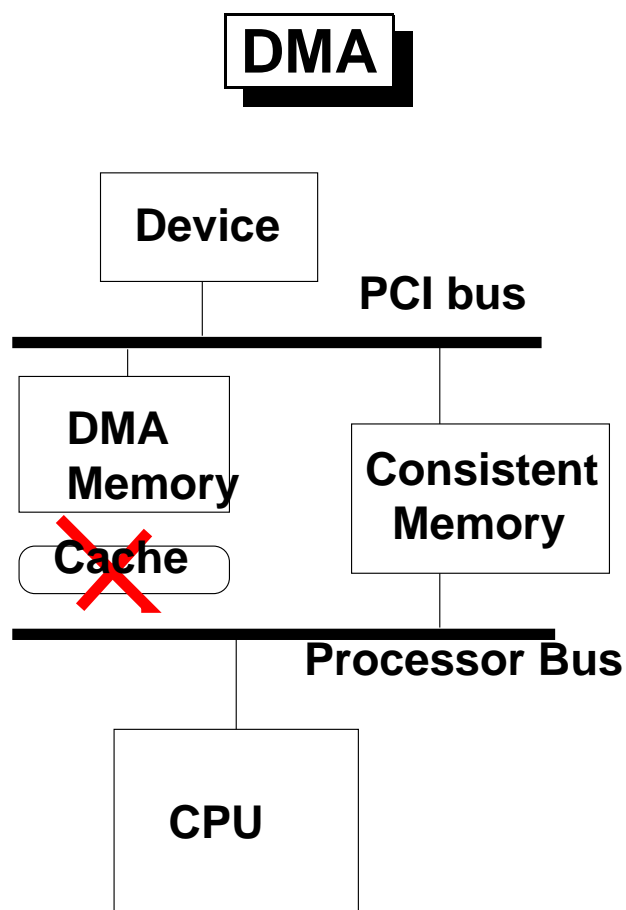 DMA
Device
PCI bus
DMA
Memory
Consistent
Memory
Cache
Processor Bus
CPU